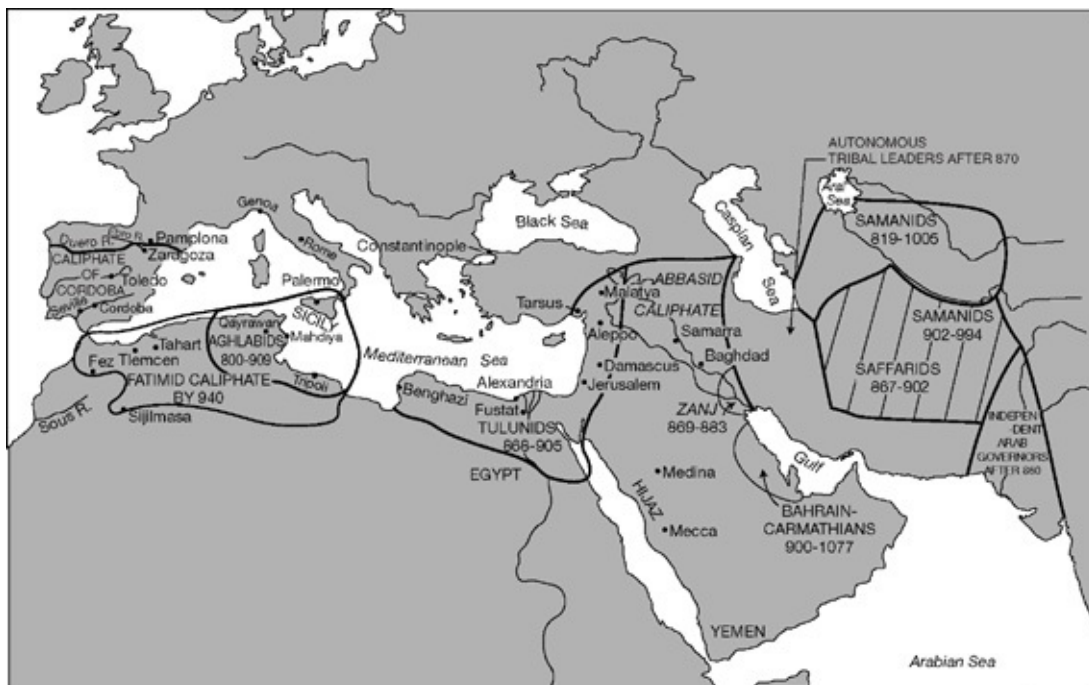 AUTONOMOUS
TRIBAL LEADERS AFTER 870
Aral
Sea
SAMANIDS
819-1005
Caspian
Sea
Black Sea
Genoa
Rome
Constantinople
Duero R.
Ebro R.
Pamplona
Zaragoza
CALIPHATE
OF
CORDOBA
Toledo
Seville
Cordoba
Palermo
SICILY
ABBASID
CALIPHATE
Malatya
Tarsus
Aleppo
Samarra
Baghdad
Damascus
Jerusalem
SAMANIDS
902-994
SAFFARIDS
867-902
Qayrawan
AGHLABIDS
800-909
Mahdiya
Mediterranean Sea
Tahart
Fez
Tlemcen
FATIMID CALIPHATE
BY 940
Tripoli
Sous R.
Sijilmasa
Benghazi
Alexandria
Fustat
TULUNIDS
866-905
EGYPT
ZANJ
869-883
INDEPEN-
-DENT
ARAB
GOVERNORS
AFTER 860
Gulf
Medina
HIJAZ
Mecca
BAHRAIN-
CARMATHIANS
900-1077
YEMEN
Arabian Sea